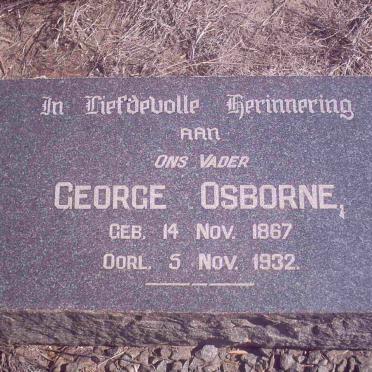 In Liefdevolle Herinnering
AAN
ONS VADER
GEORGE OSBORNE,
GEB. 14 NOV. 1867
OORL. 5 NOV. 1932.